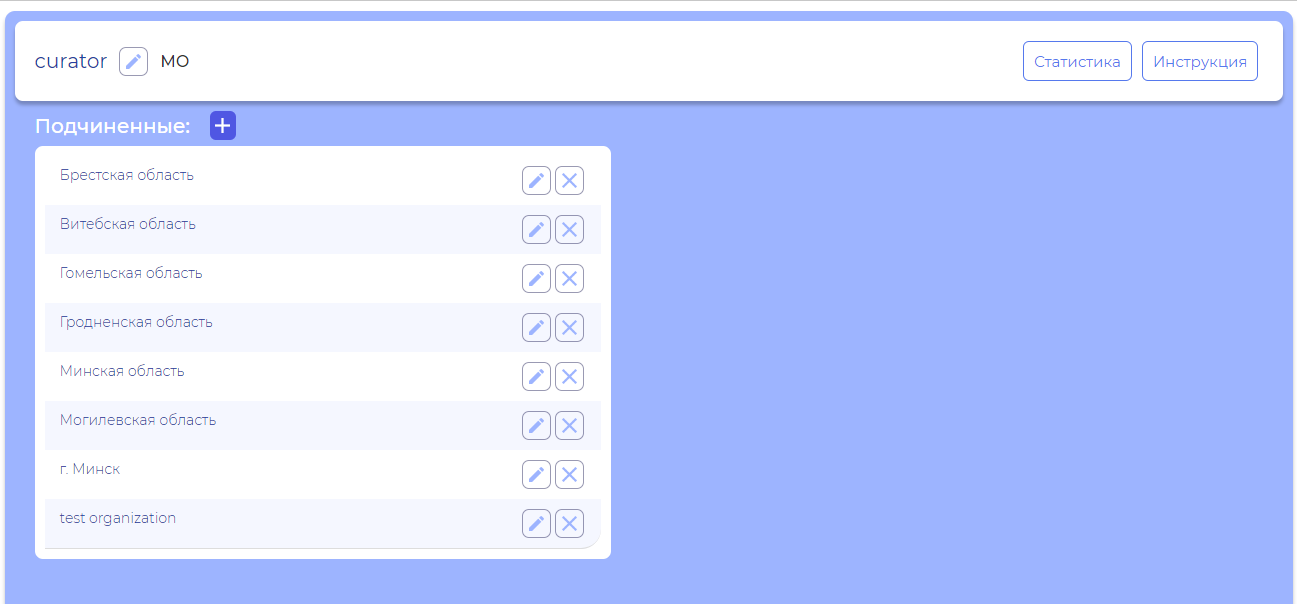 curator МО Статистика Инструкция
Подчиненные:
Брестская область
Витебская область
Гомельская область
Гродненская область
Минская область
Могилевская область
г. Минск
test organization